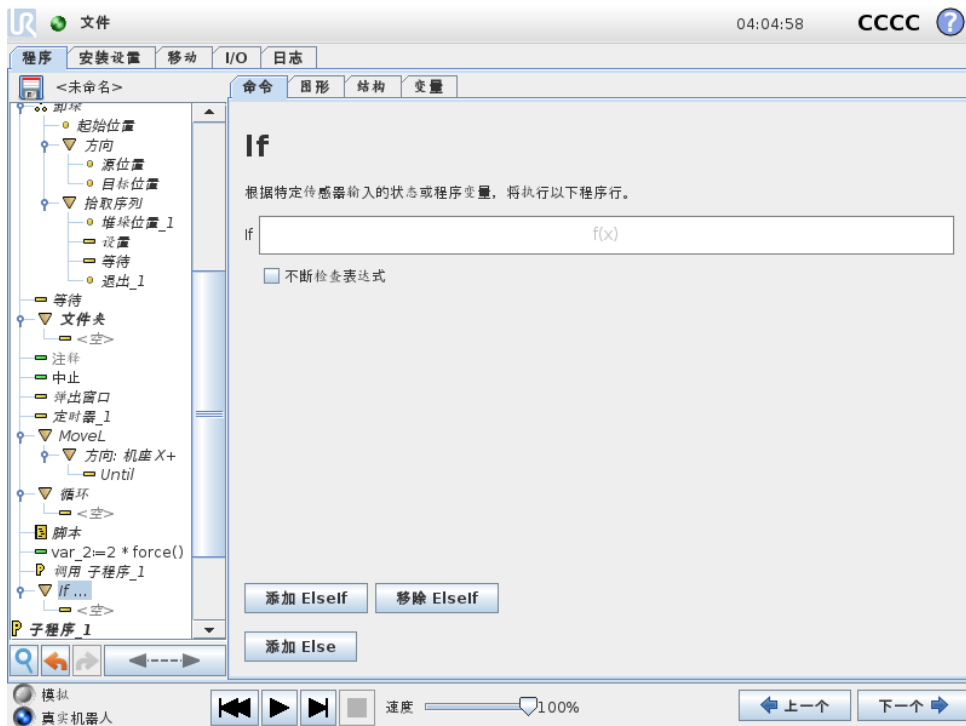 UR 文件 04:04:58 CCCC ?
程序 安装设置 移动 I/O 日志
<未命名>
命令 图形 结构 变量
卸垛
起始位置
方向
源位置
目标位置
拾取序列
堆垛位置_1
设置
等待
退出_1
等待
文件夹
<空>
注释
中止
弹出窗口
定时器_1
MoveL
方向: 机座 X+
Until
循环
<空>
脚本
var_2:=2 * force()
调用 子程序_1
If ...
<空>
子程序_1
If
根据特定传感器输入的状态或程序变量，将执行以下程序行。
If f(x)
不断检查表达式
添加 ElseIf 移除 ElseIf
添加 Else
模拟
真实机器人
速度 100%
上一个 下一个